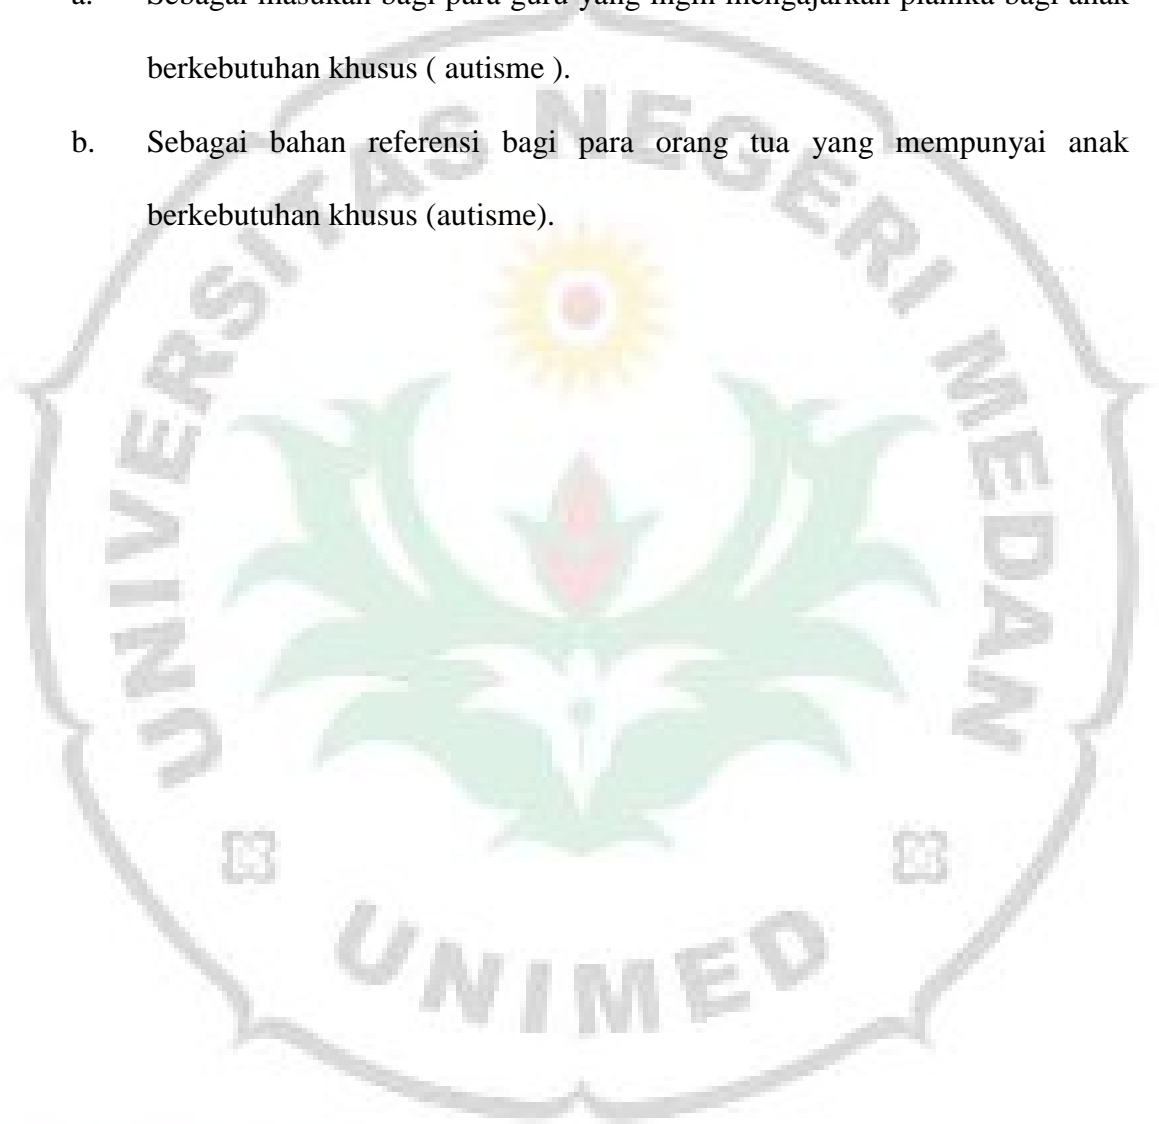 a. Sebagai masukan bagi para guru yang ingin mengajarkan pianika bagi anak
berkebutuhan khusus ( autisme ).
b. Sebagai bahan referensi bagi para orang tua yang mempunyai anak
berkebutuhan khusus (autisme).
UNIVERSITAS NEGERI MEDAN
UNIMED